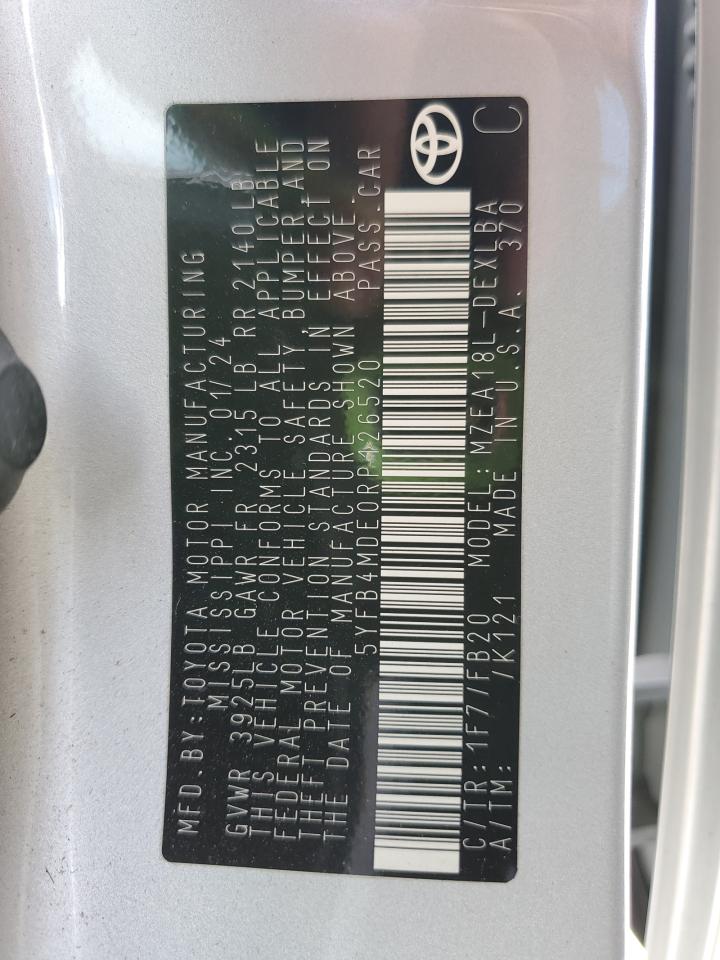 MFD.BY:TOYOTA MOTOR MANUFACTURING
MISSISSIPPI INC.01/24
GVWR 3925LB GAWR FR 2315 LB RR 2140 LB
THIS VEHICLE CONFORMS TO ALL APPLICABLE
FEDERAL MOTOR VEHICLE SAFETY, BUMPER,AND
THEFT PREVENTION STANDARDS IN EFFECT ON
THE DATE OF MANUFACTURE SHOWN ABOVE.
5YFB4MDE0RP126520 PASS.CAR
C/TR:1F7/FB20 MODEL:MZEA18L-DEXLBA
A/TM: /K121 MADE IN U.S.A. 370 C